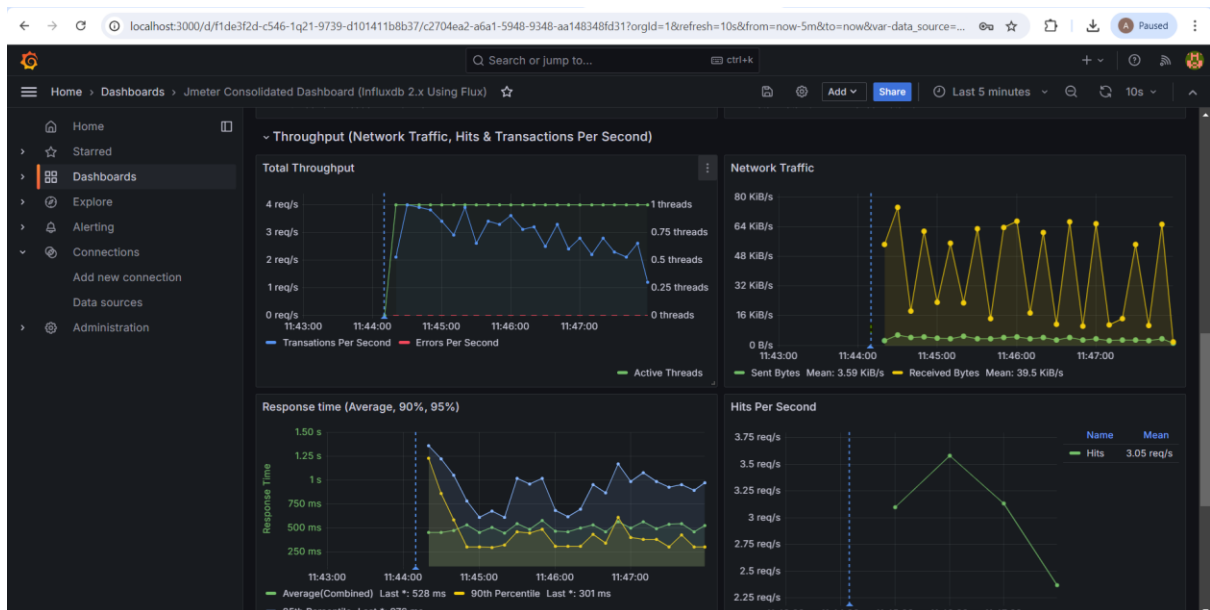 localhost:3000/d/f1de3f2d-c546-1q21-9739-d101411b8b37/c2704ea2-a6a1-5948-9348-aa148348fd31?orgId=1&refresh=10s&from=now-5m&to=now&var-data_source=...
A Paused
Search or jump to... ctrl+k
Home › Dashboards › Jmeter Consolidated Dashboard (Influxdb 2.x Using Flux)
Add Share Last 5 minutes 10s
Home
Starred
Dashboards
Explore
Alerting
Connections
Add new connection
Data sources
Administration
Throughput (Network Traffic, Hits & Transactions Per Second)
Total Throughput
4 req/s
3 req/s
2 req/s
1 req/s
0 req/s
1 threads
0.75 threads
0.5 threads
0.25 threads
0 threads
11:43:00 11:44:00 11:45:00 11:46:00 11:47:00
Transations Per Second Errors Per Second
Active Threads
Network Traffic
80 KiB/s
64 KiB/s
48 KiB/s
32 KiB/s
16 KiB/s
0 B/s
11:43:00 11:44:00 11:45:00 11:46:00 11:47:00
Sent Bytes Mean: 3.59 KiB/s Received Bytes Mean: 39.5 KiB/s
Response time (Average, 90%, 95%)
Response Time
1.50 s
1.25 s
1 s
750 ms
500 ms
250 ms
11:43:00 11:44:00 11:45:00 11:46:00 11:47:00
Average(Combined) Last *: 528 ms 90th Percentile Last *: 301 ms
Hits Per Second
3.75 req/s
3.5 req/s
3.25 req/s
3 req/s
2.75 req/s
2.5 req/s
2.25 req/s
Name Mean
Hits 3.05 req/s